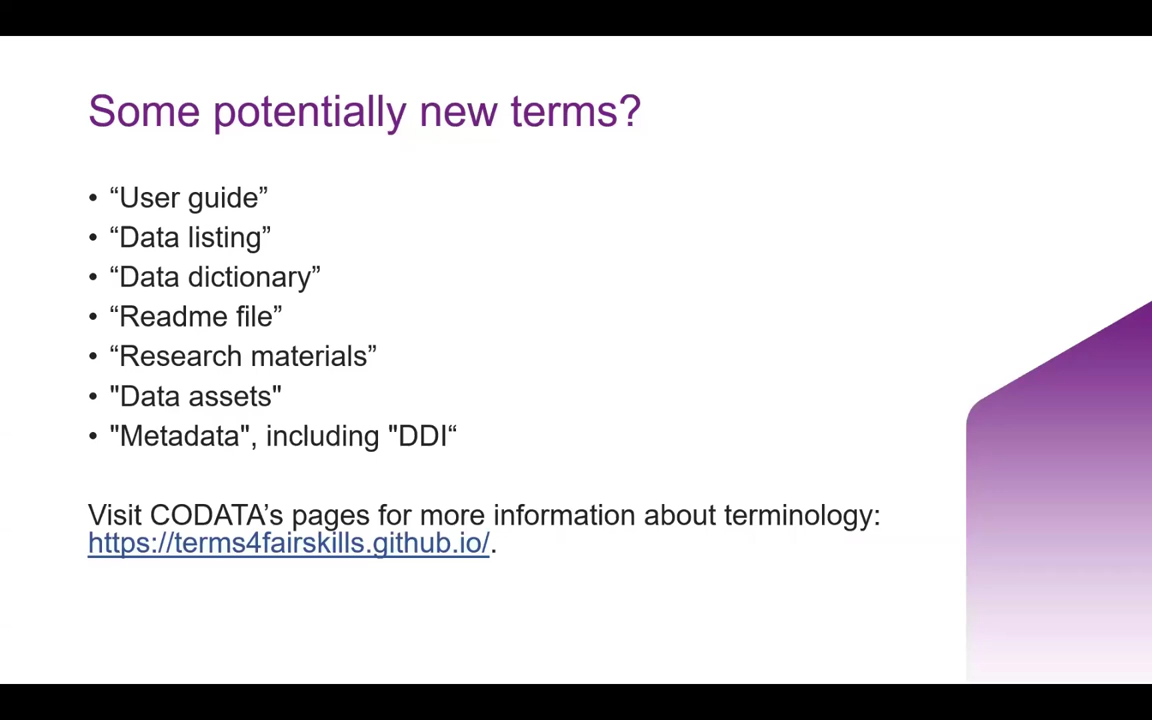 Some potentially new terms?
• “User guide”
• “Data listing”
• “Data dictionary”
• “Readme file”
• “Research materials”
• "Data assets"
• "Metadata", including "DDI“
Visit CODATA’s pages for more information about terminology:
https://terms4fairskills.github.io/.